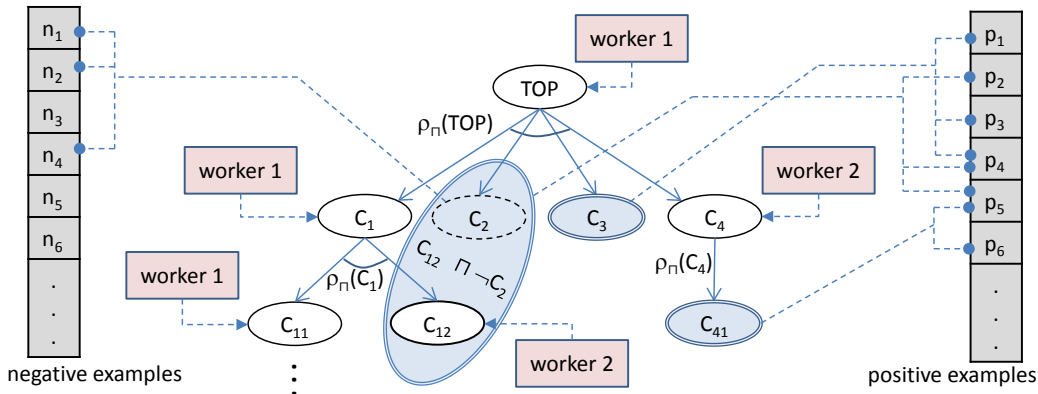 n1
n2
n3
n4
n5
n6
.
.
.
negative examples
worker 1
TOP
ρ⊓(TOP)
worker 1
worker 2
C1
C2
C3
C4
C12 ⊓ ¬C2
ρ⊓(C1)
ρ⊓(C4)
worker 1
C11
C12
C41
worker 2
.
.
.
p1
p2
p3
p4
p5
p6
.
.
.
positive examples